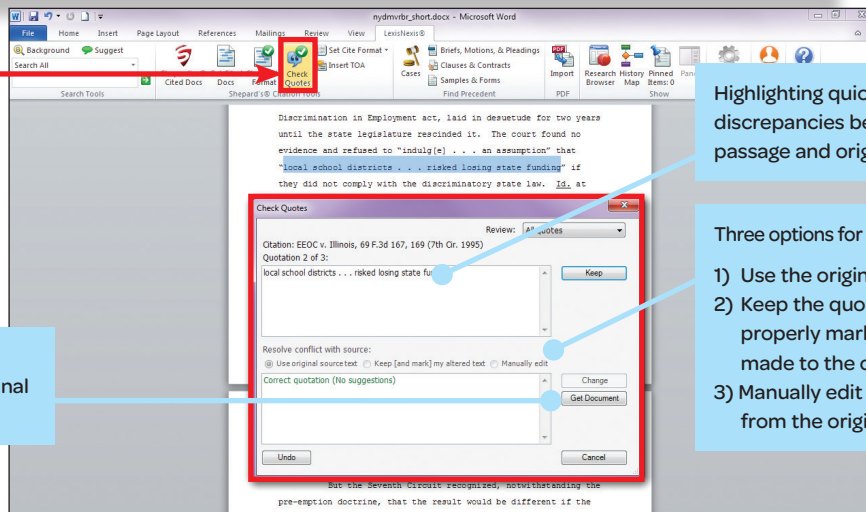 nydmvrbr_short.docx - Microsoft Word
File Home Insert Page Layout References Mailings Review View LexisNexis®
Background Suggest
Search All
Search Tools
Cited Docs
Docs
Format
Check Quotes
Set Cite Format
Insert TOA
Shepard's® Citation Tools
Cases
Briefs, Motions, & Pleadings
Clauses & Contracts
Samples & Forms
Find Precedent
Import
PDF
Research Browser
History Map
Pinned Items: 0
Show
Discrimination in Employment act, laid in desuetude for two years
until the state legislature rescinded it. The court found no
evidence and refused to "indulg[e] . . . an assumption" that
"local school districts . . . risked losing state funding" if
they did not comply with the discriminatory state law. Id. at
Check Quotes
Review: All quotes
Citation: EEOC v. Illinois, 69 F.3d 167, 169 (7th Cir. 1995)
Quotation 2 of 3:
local school districts . . . risked losing state
Keep
Resolve conflict with source:
Use original source text Keep [and mark] my altered text Manually edit
Correct quotation (No suggestions)
Change
Get Document
Undo
Cancel
But the Seventh Circuit recognized, notwithstanding the
pre-emption doctrine, that the result would be different if the
Highlighting quic
discrepancies be
passage and orig
Three options for
1) Use the origin
2) Keep the quo
properly mark
made to the o
3) Manually edit
from the origi
nal